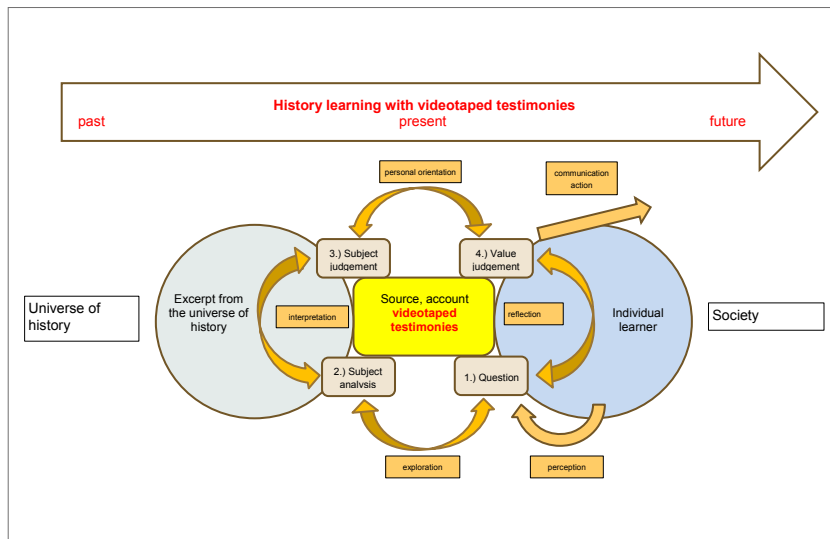 History learning with videotaped testimonies
past present future
personal orientation
communication
action
3.) Subject
judgement
4.) Value
judgement
Universe of
history
Excerpt from
the universe of
history
interpretation
Source, account
videotaped
testimonies
reflection
Individual
learner
Society
2.) Subject
analysis
1.) Question
exploration
perception